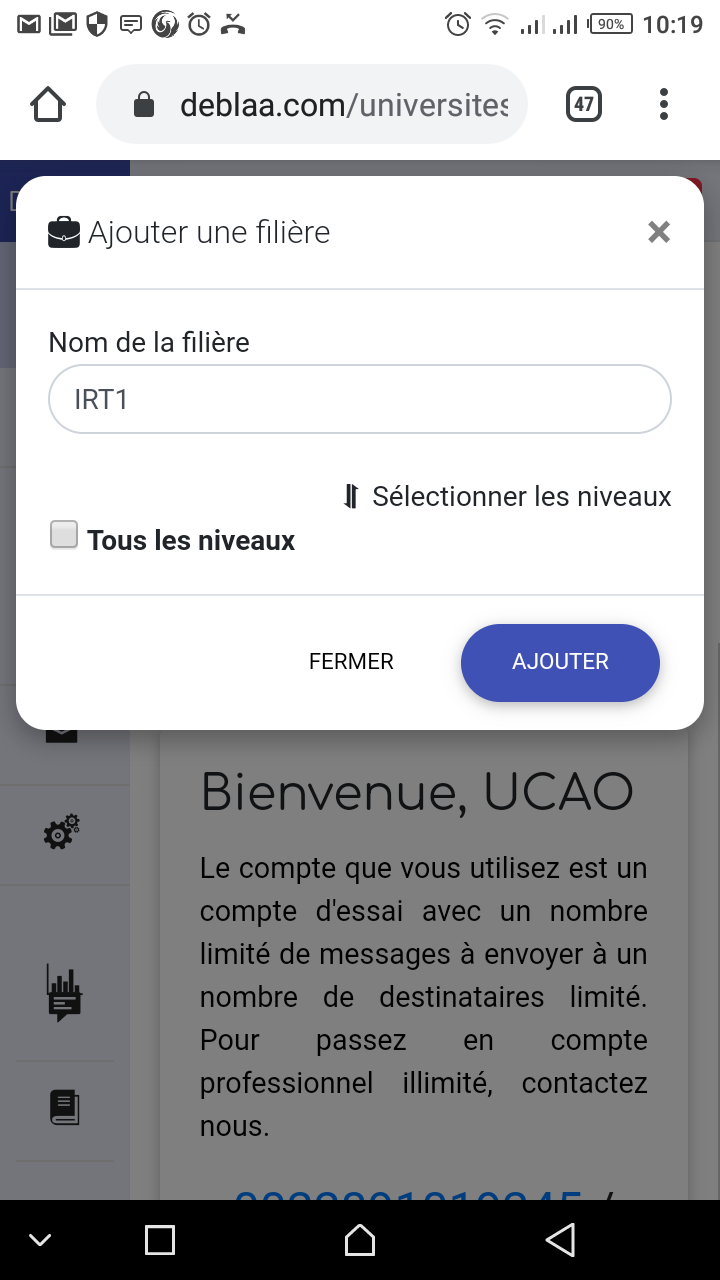 90% 10:19
deblaa.com/universites
47
Ajouter une filière ×
Nom de la filière
IRT1
Sélectionner les niveaux
Tous les niveaux
FERMER AJOUTER
Bienvenue, UCAO
Le compte que vous utilisez est un
compte d'essai avec un nombre
limité de messages à envoyer à un
nombre de destinataires limité.
Pour passez en compte
professionnel illimité, contactez
nous.